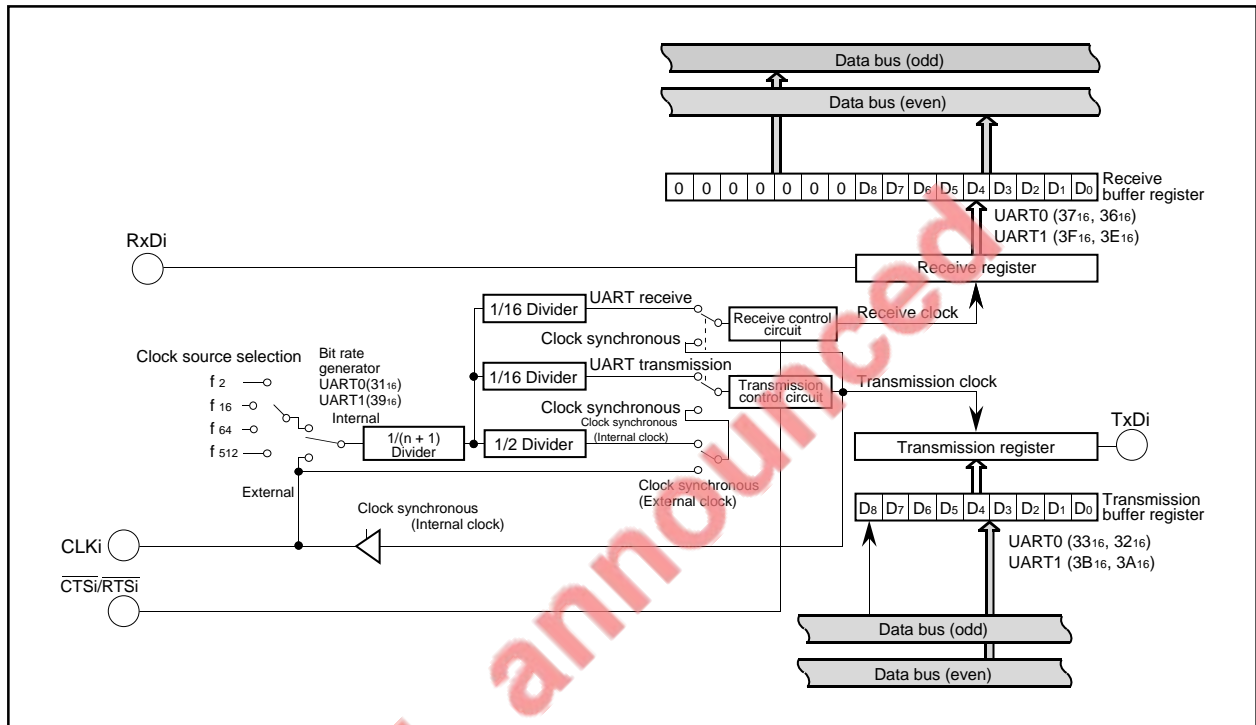 Data bus (odd)
Data bus (even)
0 0 0 0 0 0 0 D8 D7 D6 D5 D4 D3 D2 D1 D0
Receive
buffer register
UART0 (3716, 3616)
UART1 (3F16, 3E16)
RxDi
Receive register
1/16 Divider
UART receive
Receive control
circuit
Receive clock
Clock synchronous
Clock source selection
Bit rate
generator
UART0(3116)
UART1(3916)
Internal
f 2
f 16
f 64
f 512
1/16 Divider
UART transmission
Transmission
control circuit
Transmission clock
Clock synchronous
Clock synchronous
(Internal clock)
1/(n + 1)
Divider
1/2 Divider
TxDi
Transmission register
External
Clock synchronous
(External clock)
Clock synchronous
(Internal clock)
D8 D7 D6 D5 D4 D3 D2 D1 D0
Transmission
buffer register
UART0 (3316, 3216)
UART1 (3B16, 3A16)
CLKi
CTSi/RTSi
Data bus (odd)
Data bus (even)
announced